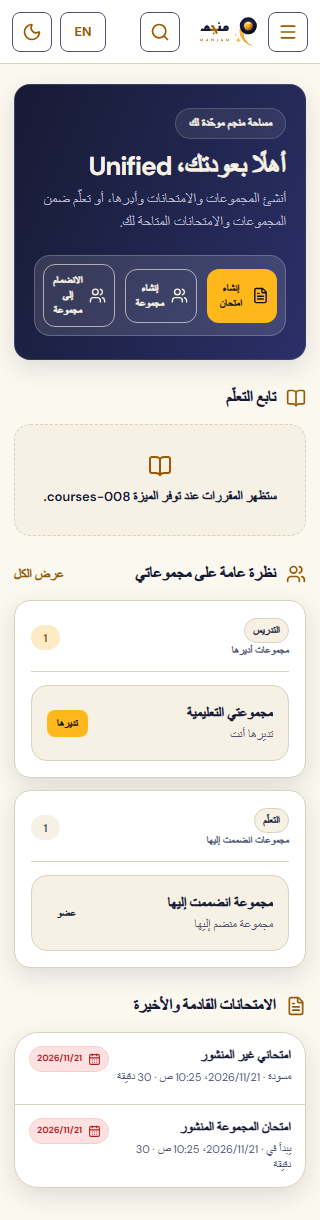 منجم
MANJAM
EN
مساحة منجم موحّدة لك
أهلًا بعودتك، Unified
أنشئ المجموعات والامتحانات وأدِرها، أو تعلّم ضمن
المجموعات والامتحانات المتاحة لك.
إنشاء
امتحان
إنشاء
مجموعة
الانضمام
إلى
مجموعة
تابع التعلّم
ستظهر المقررات عند توفر الميزة courses-008.
نظرة عامة على مجموعاتي
عرض الكل
التدريس
مجموعات أديرها
1
مجموعتي التعليمية
تديرها أنت
تديرها
التعلّم
مجموعات انضممت إليها
1
مجموعة انضممت إليها
مجموعة منضم إليها
عضو
الامتحانات القادمة والأخيرة
امتحاني غير المنشور
مسودة · 2026/11/21، 10:25 ص · 30 دقيقة
2026/11/21
امتحان المجموعة المنشور
يبدأ في · 2026/11/21، 10:25 ص · 30
دقيقة
2026/11/21